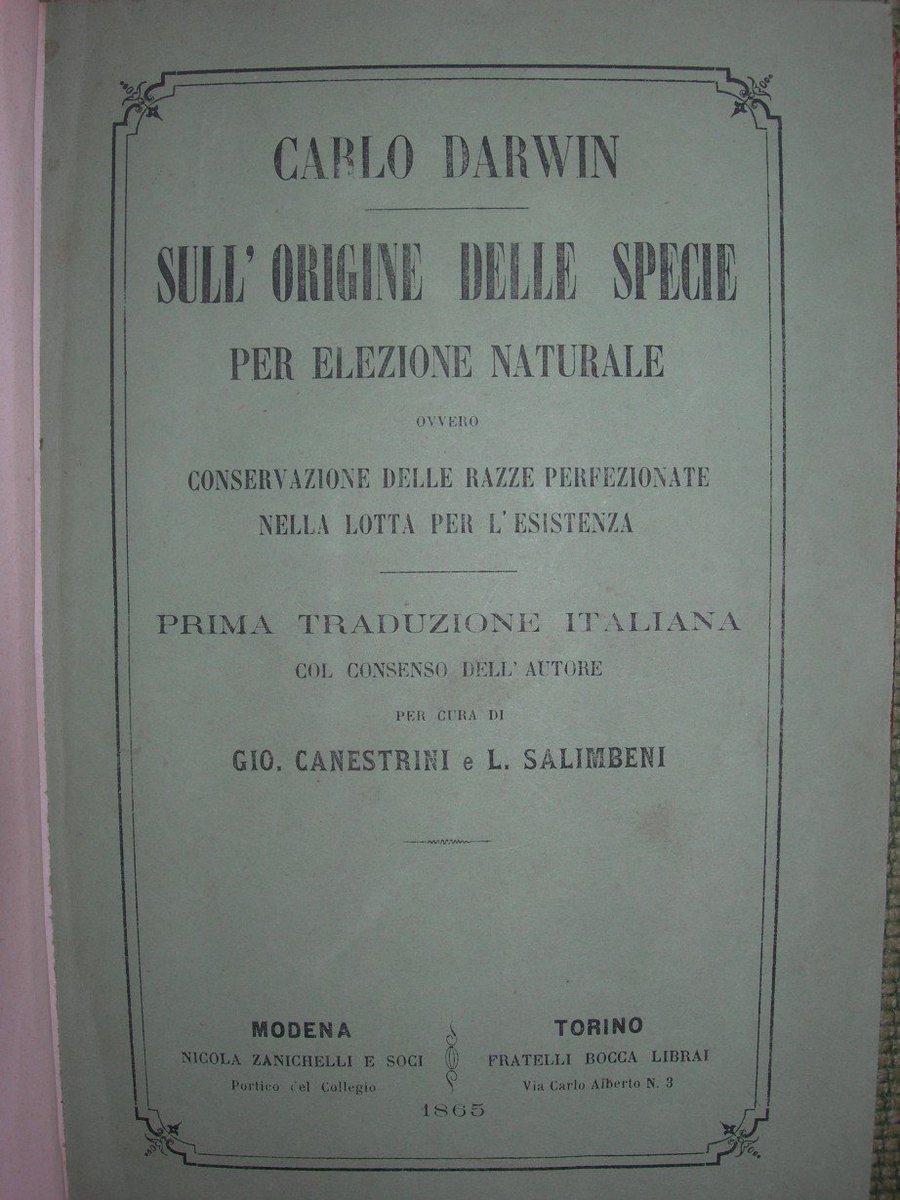 CARLO DARWIN
SULL' ORIGINE DELLE SPECIE
PER ELEZIONE NATURALE
OVVERO
CONSERVAZIONE DELLE RAZZE PERFEZIONATE
NELLA LOTTA PER L'ESISTENZA
PRIMA TRADUZIONE ITALIANA
COL CONSENSO DELL'AUTORE
PER CURA DI
GIO. CANESTRINI e L. SALIMBENI
MODENA
NICOLA ZANICHELLI E SOCI
Portico del Collegio
TORINO
FRATELLI BOCCA LIBRAI
Via Carlo Alberto N. 3
1865